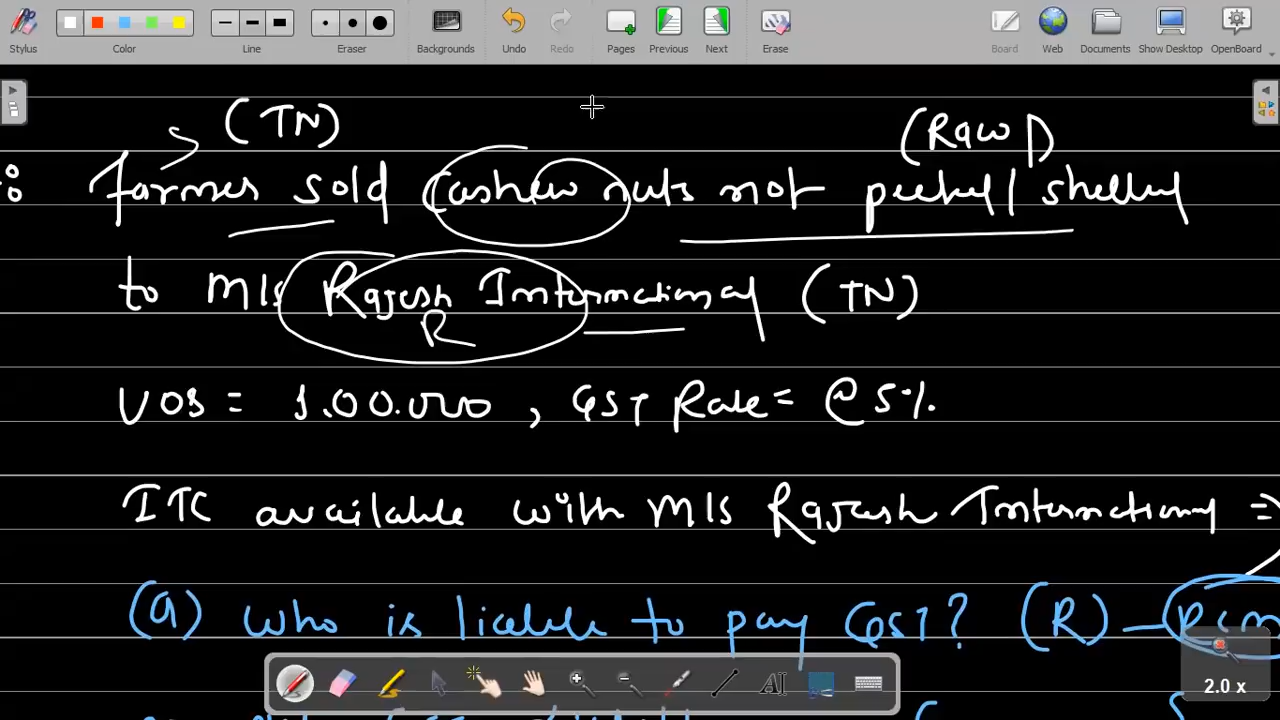 Stylus Color Line Eraser Backgrounds Undo Redo Pages Previous Next Erase Board Web Documents Show Desktop OpenBoard
(TN) (Raw)
Farmer sold Cashew nuts not peeled/ shelled
to M/s Rajesh International (TN)
R
VOS = 1,00,000 , GST Rate = @ 5%.
ITC available with M/s Rajesh International ⇒
(a) Who is liable to pay GST? (R) – RCM
2.0 x